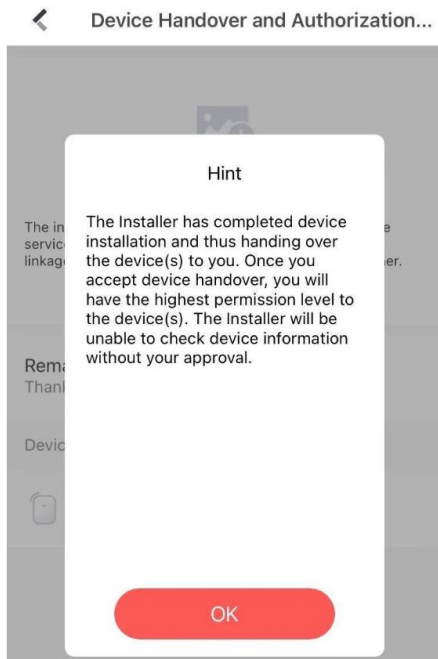 Device Handover and Authorization...
Hint
The Installer has completed device
installation and thus handing over
the device(s) to you. Once you
accept device handover, you will
have the highest permission level to
the device(s). The Installer will be
unable to check device information
without your approval.
OK